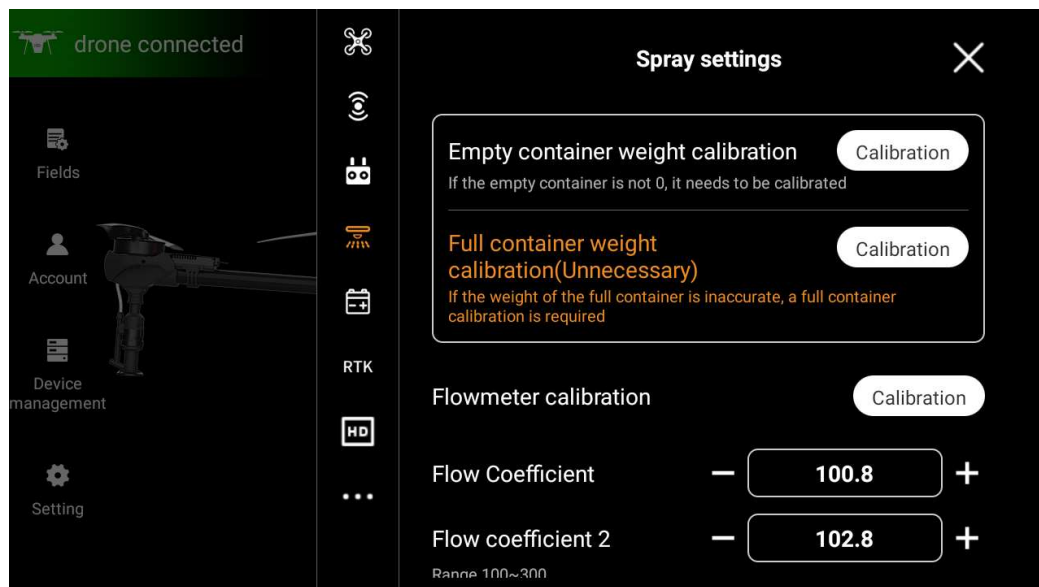 drone connected
Fields
Account
Device
management
Setting
RTK
HD
Spray settings
Empty container weight calibration
Calibration
If the empty container is not 0, it needs to be calibrated
Full container weight
calibration(Unnecessary)
Calibration
If the weight of the full container is inaccurate, a full container
calibration is required
Flowmeter calibration
Calibration
Flow Coefficient
100.8
Flow coefficient 2
102.8
Range 100~300